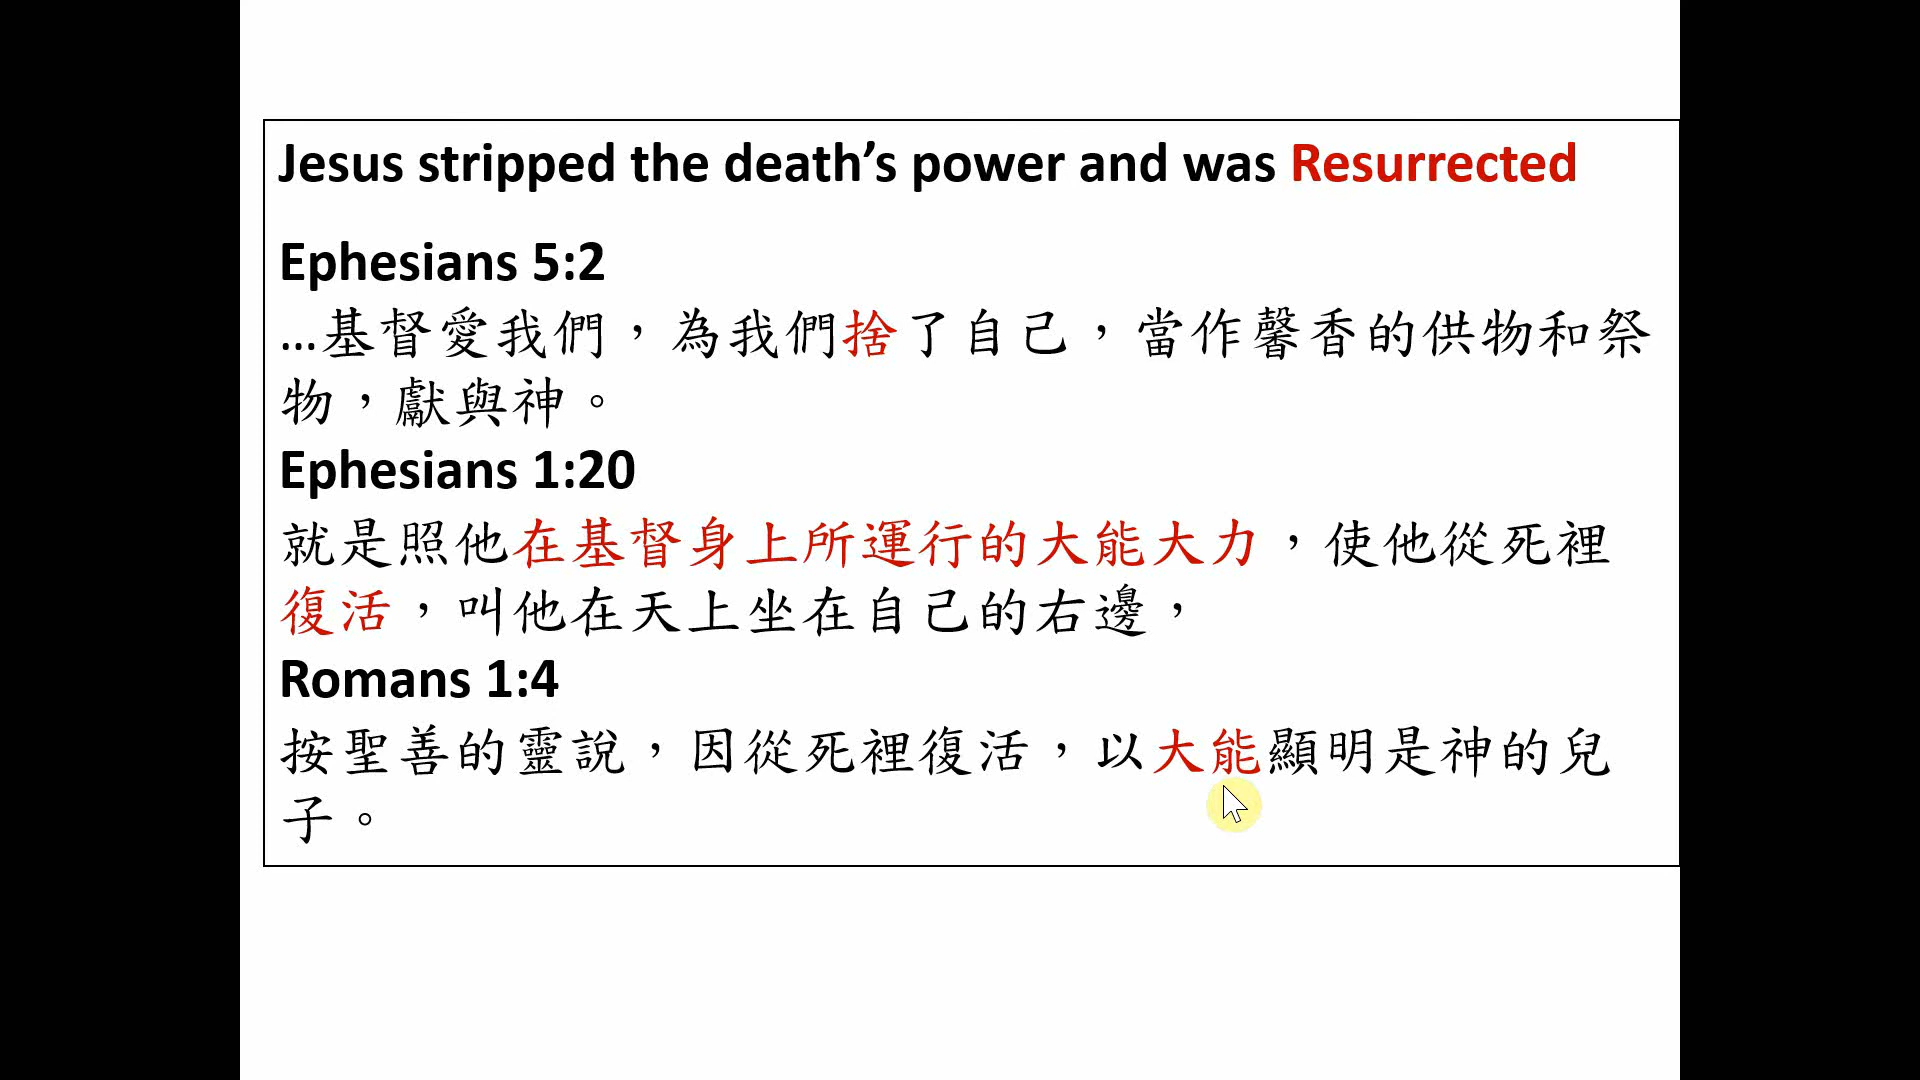 Jesus stripped the death’s power and was Resurrected
Ephesians 5:2
...基督愛我們，為我們捨了自己，當作馨香的供物和祭
物，獻與神。
Ephesians 1:20
就是照他在基督身上所運行的大能大力，使他從死裡
復活，叫他在天上坐在自己的右邊，
Romans 1:4
按聖善的靈說，因從死裡復活，以大能顯明是神的兒
子。